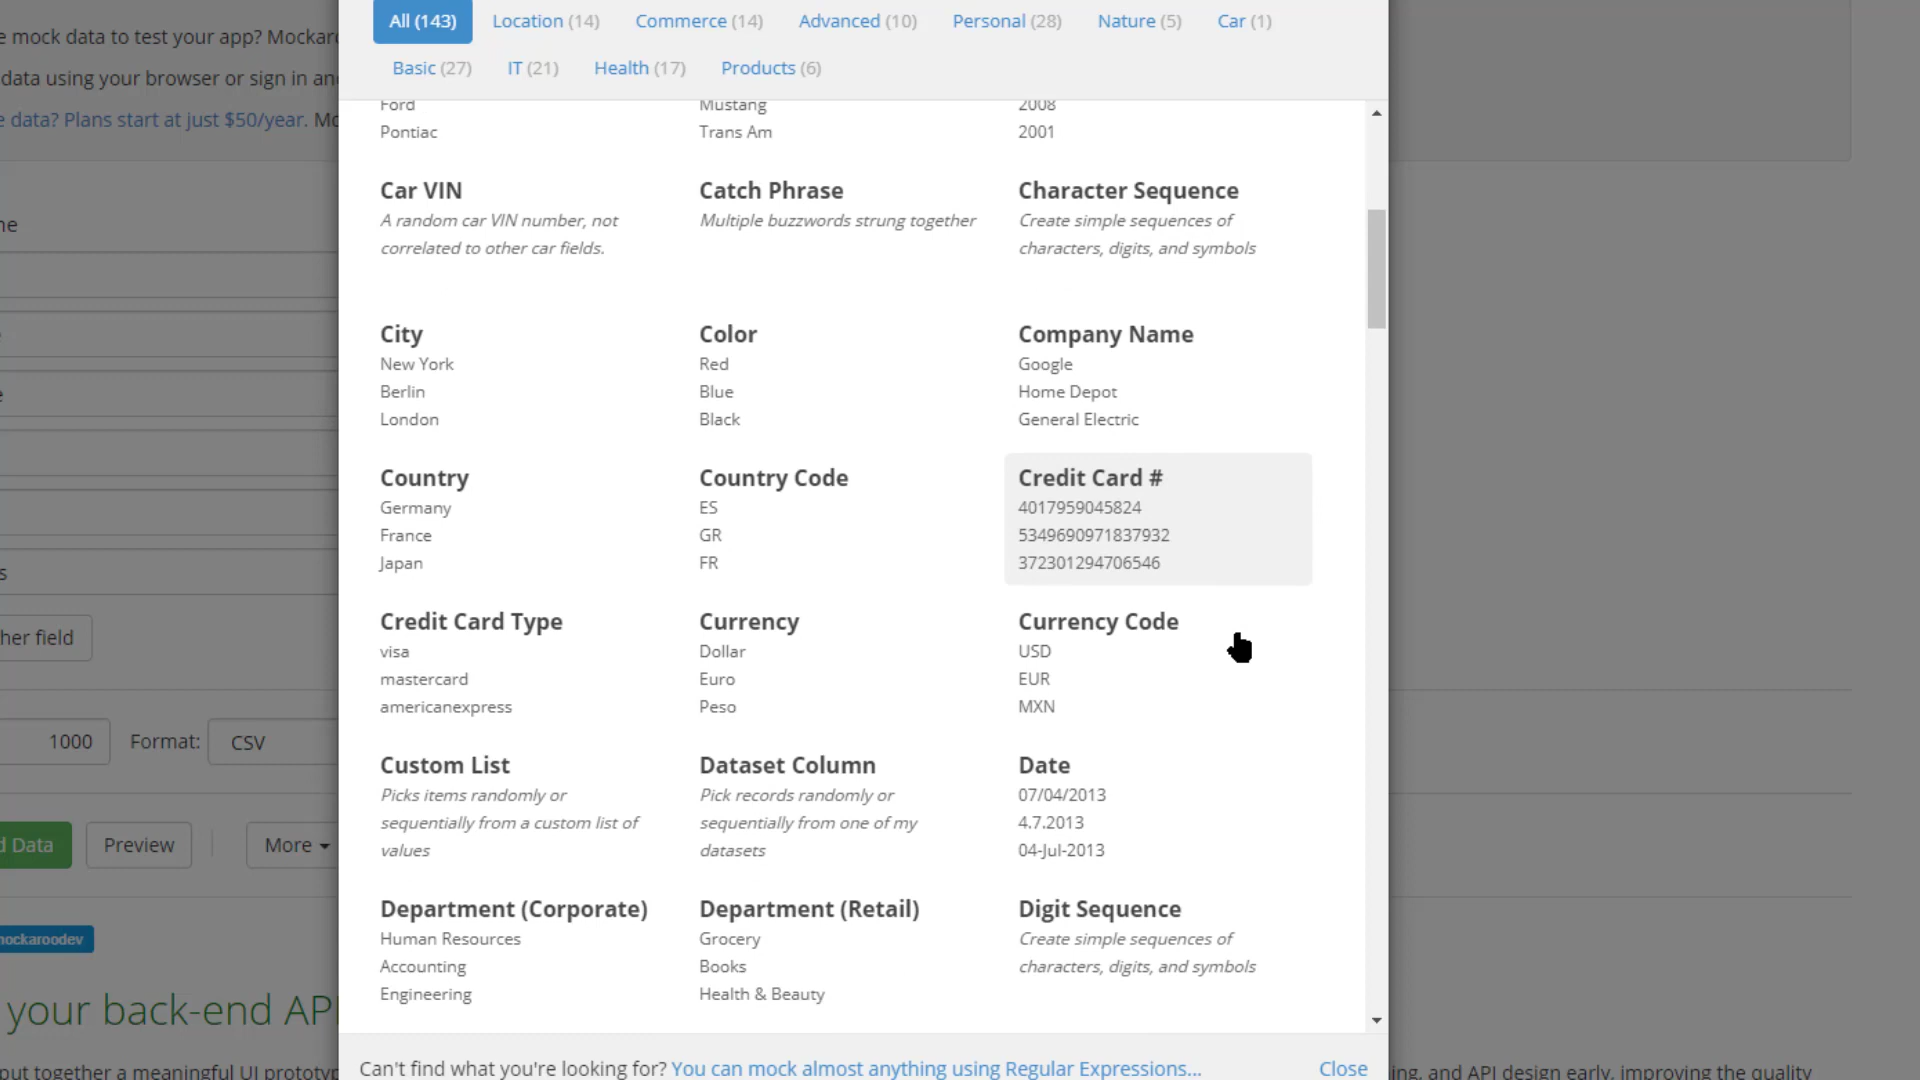 All (143) Location (14) Commerce (14) Advanced (10) Personal (28) Nature (5) Car (1)
Basic (27) IT (21) Health (17) Products (6)
e mock data to test your app? Mockar
data using your browser or sign in an
e data? Plans start at just $50/year. Mo
ne
s
her field
1000 Format: CSV
d Data Preview More
mockaroodev
your back-end API
put together a meaningful UI prototyp
Ford Mustang 2008
Pontiac Trans Am 2001
Car VIN Catch Phrase Character Sequence
A random car VIN number, not Multiple buzzwords strung together Create simple sequences of
correlated to other car fields. characters, digits, and symbols
City Color Company Name
New York Red Google
Berlin Blue Home Depot
London Black General Electric
Country Country Code Credit Card #
Germany ES 4017959045824
France GR 5349690971837932
Japan FR 372301294706546
Credit Card Type Currency Currency Code
visa Dollar USD
mastercard Euro EUR
americanexpress Peso MXN
Custom List Dataset Column Date
Picks items randomly or Pick records randomly or 07/04/2013
sequentially from a custom list of sequentially from one of my 4.7.2013
values datasets 04-Jul-2013
Department (Corporate) Department (Retail) Digit Sequence
Human Resources Grocery Create simple sequences of
Accounting Books characters, digits, and symbols
Engineering Health & Beauty
Can't find what you're looking for? You can mock almost anything using Regular Expressions... Close
ing, and API design early, improving the quality